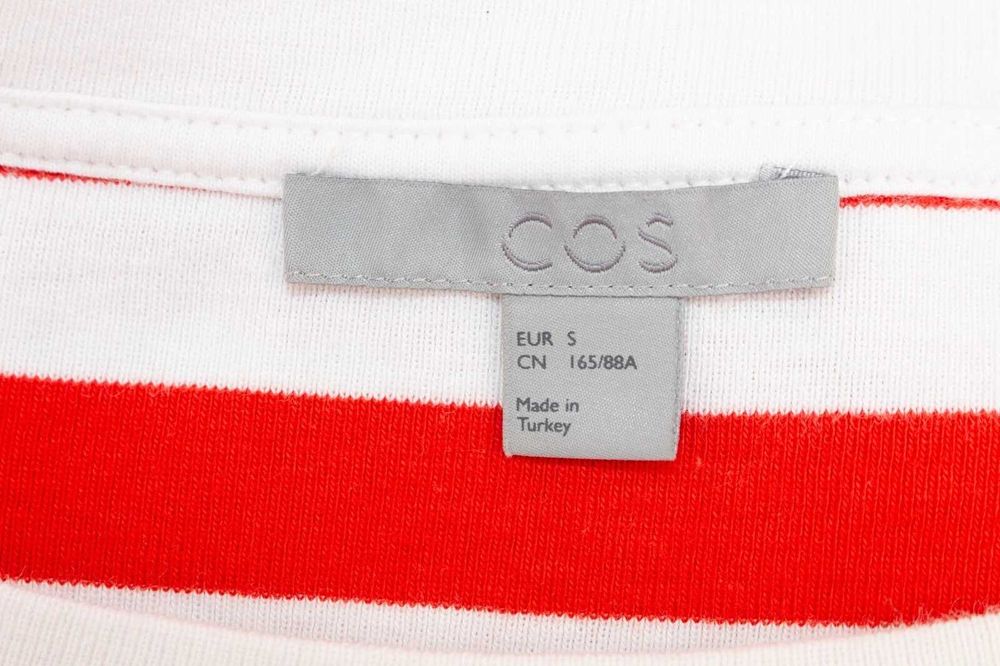 COS
EUR S
CN 165/88A
Made in
Turkey